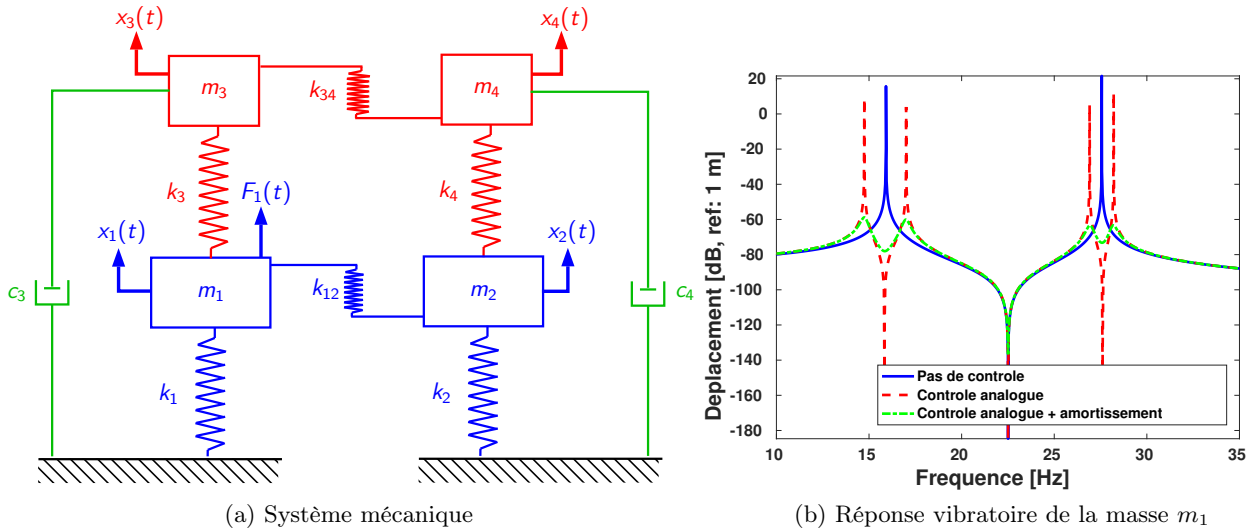 x3(t)
x4(t)
m3
m4
k34
k3
k4
F1(t)
x1(t)
x2(t)
c3
m1
k12
m2
c4
k1
k2
(a) Système mécanique
Deplacement [dB, ref: 1 m]
20
0
-20
-40
-60
-80
-100
-120
-140
-160
-180
Pas de controle
Controle analogue
Controle analogue + amortissement
10
15
20
25
30
35
Frequence [Hz]
(b) Réponse vibratoire de la masse m1